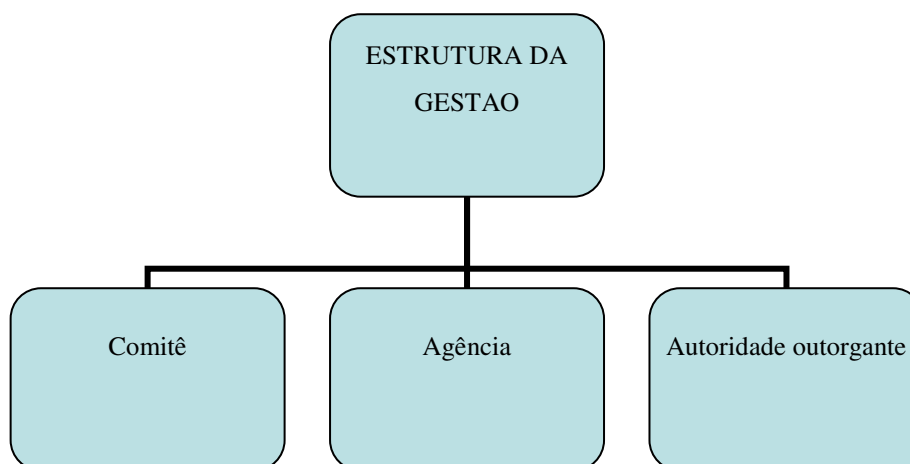 ESTRUTURA DA
GESTAO
Comitê
Agência
Autoridade outorgante